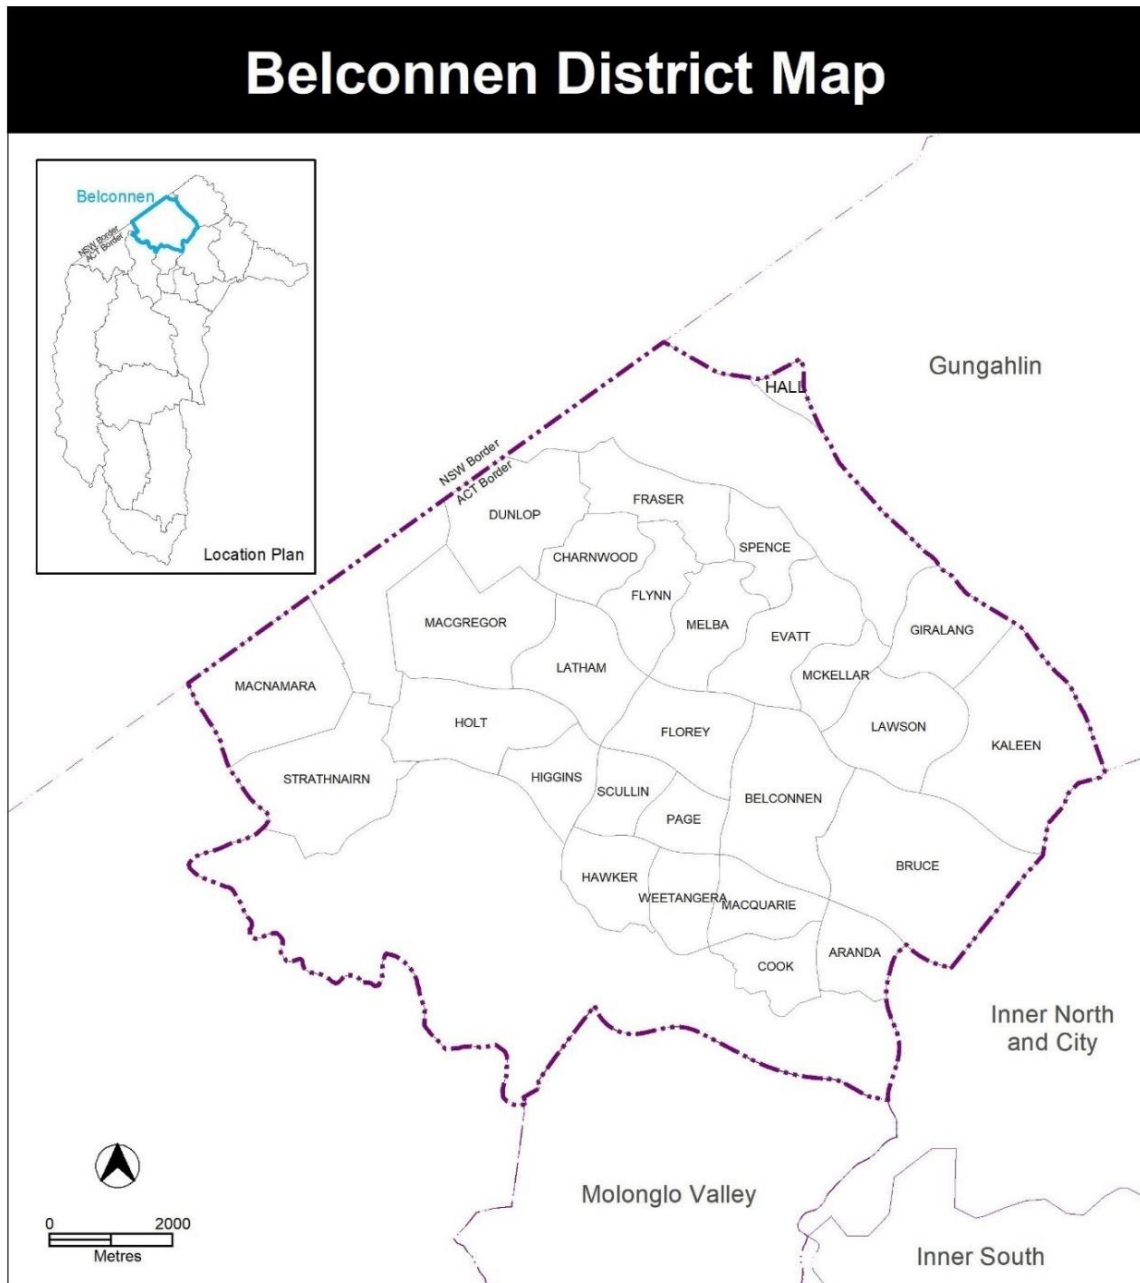 Belconnen District Map
Belconnen
NSW Border
ACT Border
Location Plan
Gungahlin
HALL
NSW Border
ACT Border
DUNLOP
FRASER
CHARNWOOD
SPENCE
FLYNN
MACGREGOR
MELBA
EVATT
GIRALANG
LATHAM
MCKELLAR
MACNAMARA
HOLT
FLOREY
LAWSON
KALEEN
STRATHNAIRN
HIGGINS
SCULLIN
BELCONNEN
PAGE
BRUCE
HAWKER
WEETANGERA
MACQUARIE
ARANDA
COOK
Inner North
and City
Molonglo Valley
Inner South
0 2000
Metres